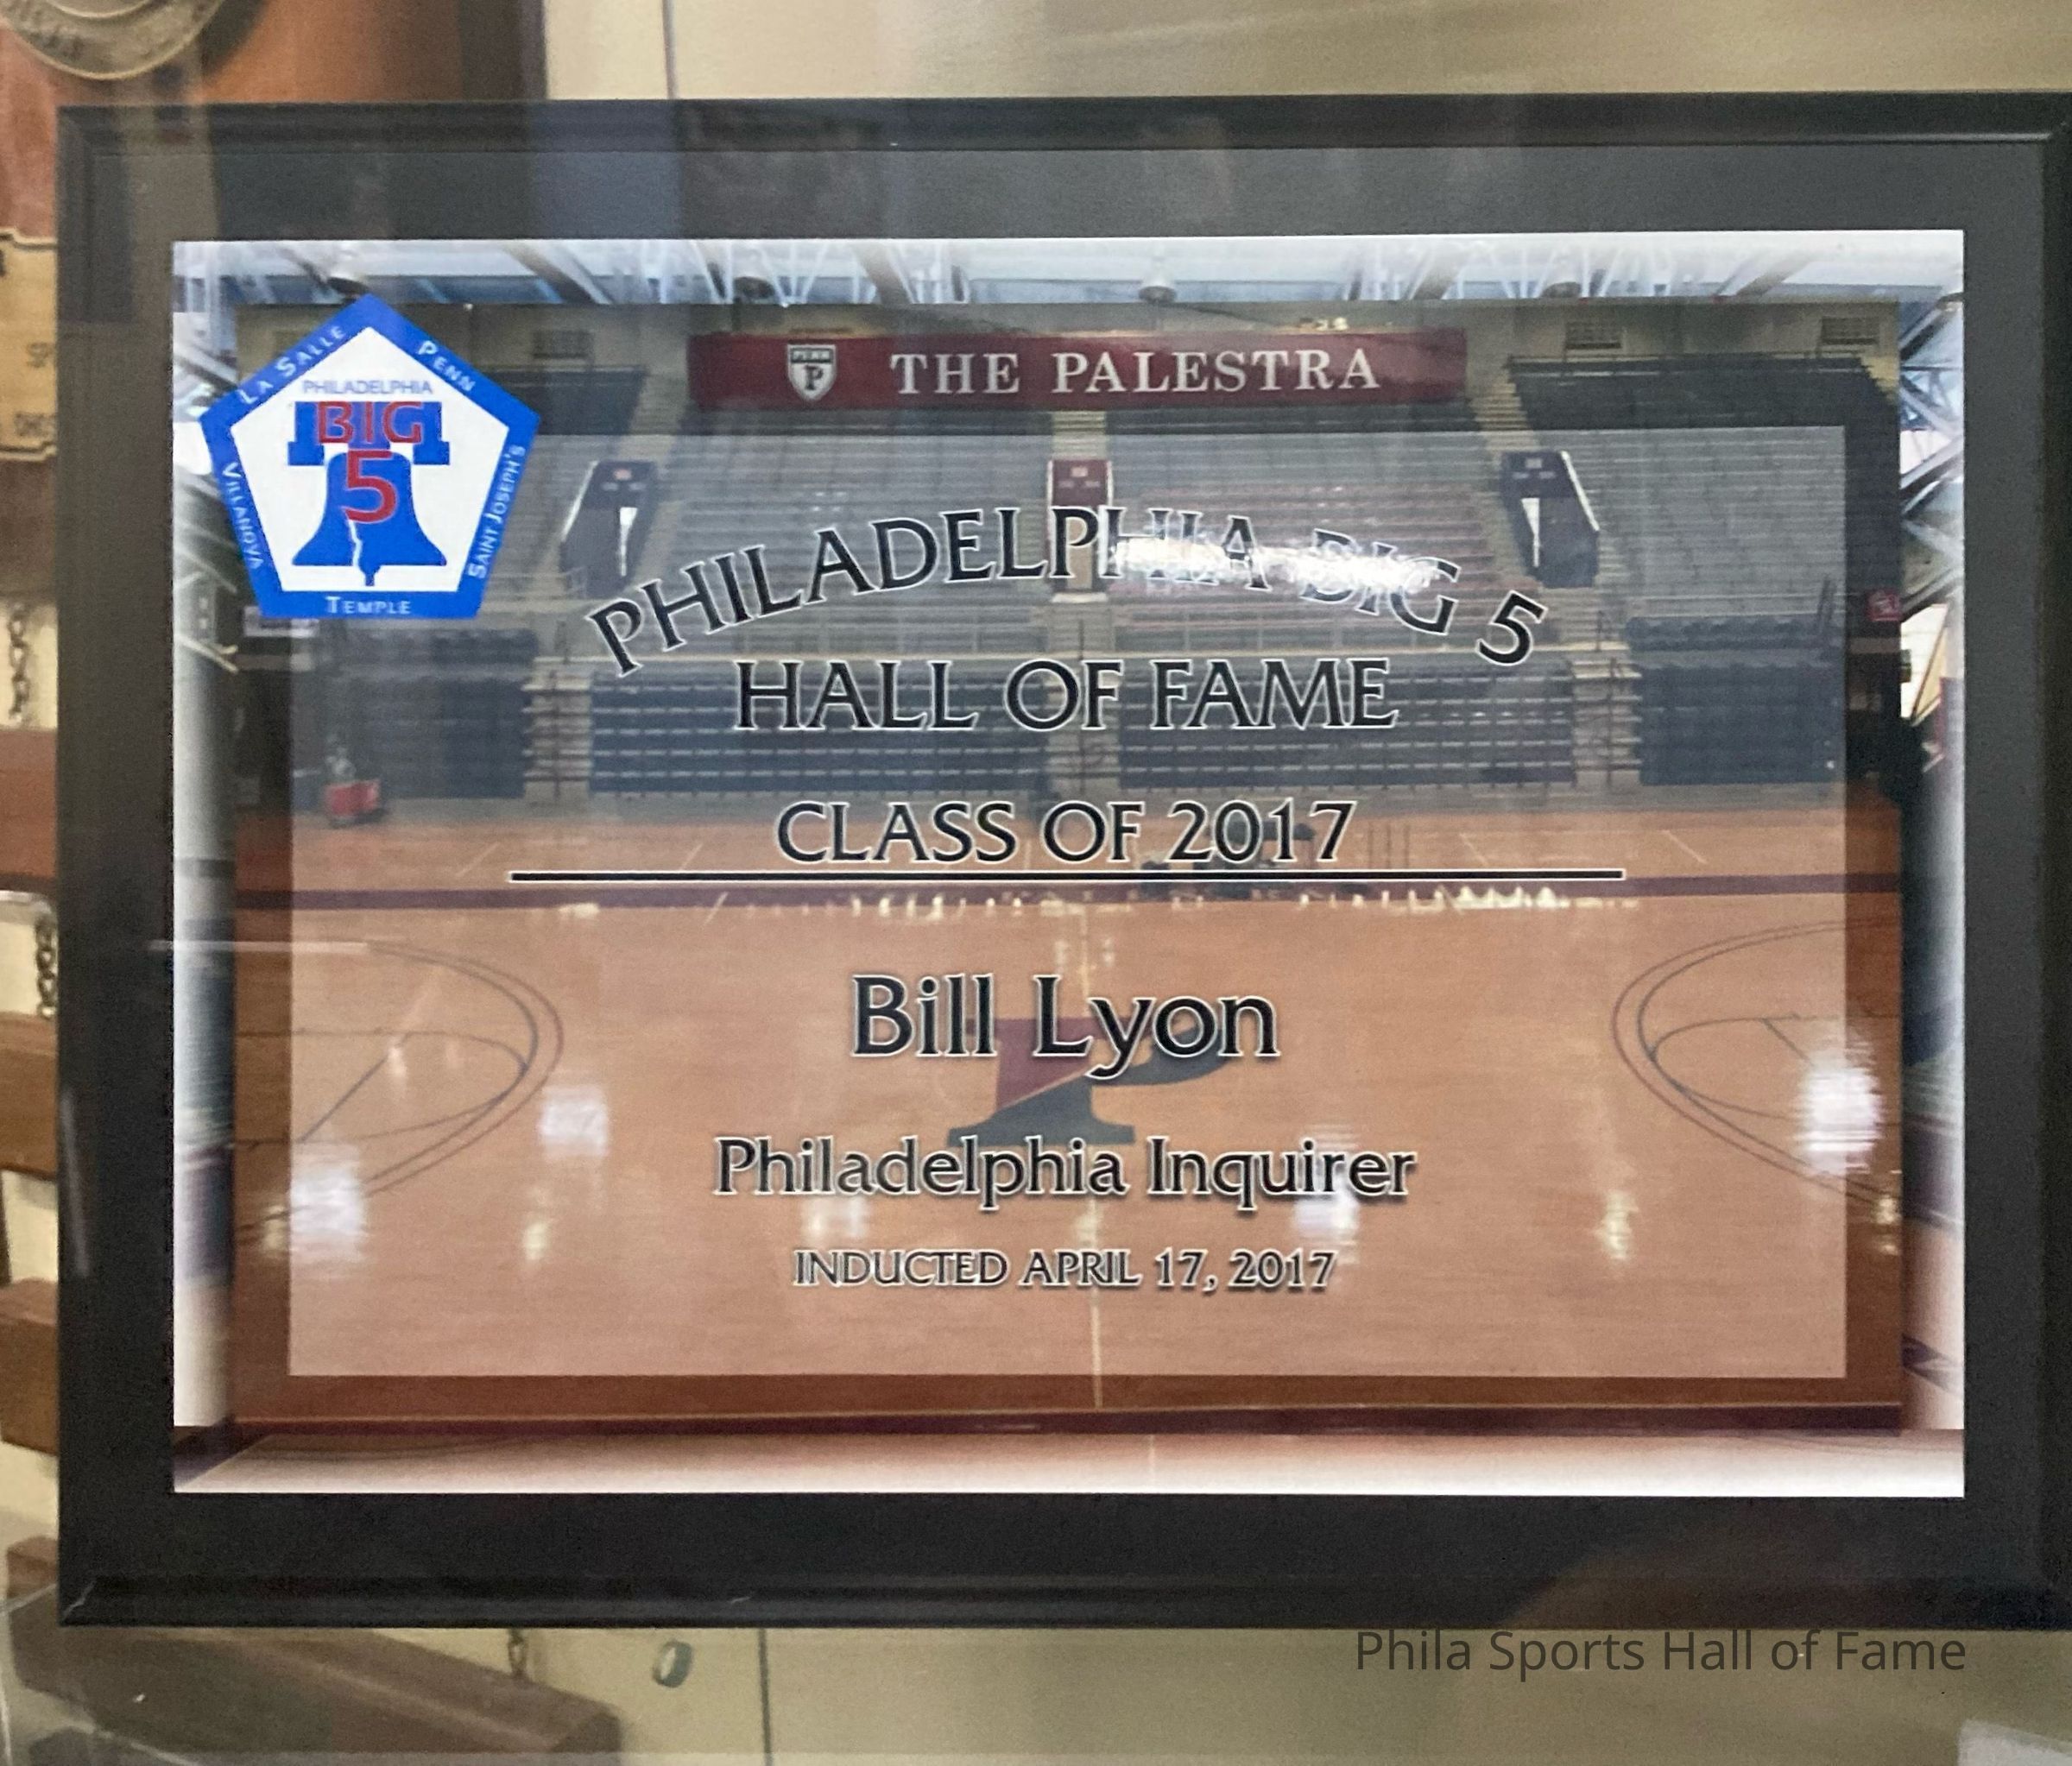 THE PALESTRA
LA SALLE
PENN
PHILADELPHIA
BIG
5
VILLANOVA
SAINT JOSEPH'S
TEMPLE
PHILADELPHIA BIG 5
HALL OF FAME
CLASS OF 2017
Bill Lyon
Philadelphia Inquirer
INDUCTED APRIL 17, 2017
Phila Sports Hall of Fame